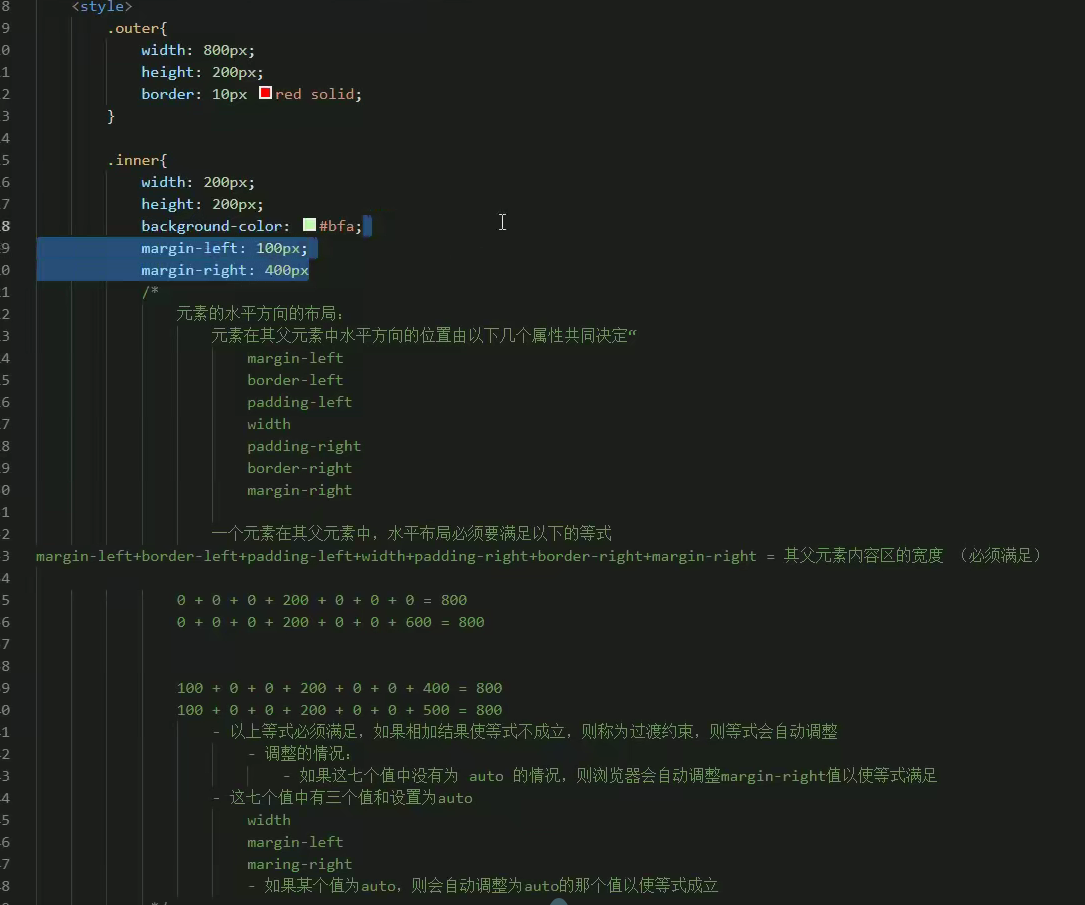 8 <style>
9 .outer{
0 width: 800px;
1 height: 200px;
2 border: 10px red solid;
3 }
4
5 .inner{
6 width: 200px;
7 height: 200px;
8 background-color: #bfa;
9 margin-left: 100px;
0 margin-right: 400px
1 /*
2 元素的水平方向的布局：
3 元素在其父元素中水平方向的位置由以下几个属性共同决定“
4 margin-left
5 border-left
6 padding-left
7 width
8 padding-right
9 border-right
0 margin-right
1
2 一个元素在其父元素中，水平布局必须要满足以下的等式
3 margin-left+border-left+padding-left+width+padding-right+border-right+margin-right = 其父元素内容区的宽度 （必须满足）
4
5 0 + 0 + 0 + 200 + 0 + 0 + 0 = 800
6 0 + 0 + 0 + 200 + 0 + 0 + 600 = 800
7
8
9 100 + 0 + 0 + 200 + 0 + 0 + 400 = 800
0 100 + 0 + 0 + 200 + 0 + 0 + 500 = 800
1 - 以上等式必须满足，如果相加结果使等式不成立，则称为过渡约束，则等式会自动调整
2 - 调整的情况：
3 - 如果这七个值中没有为 auto 的情况，则浏览器会自动调整margin-right值以使等式满足
4 - 这七个值中有三个值和设置为auto
5 width
6 margin-left
7 maring-right
8 - 如果某个值为auto，则会自动调整为auto的那个值以使等式成立